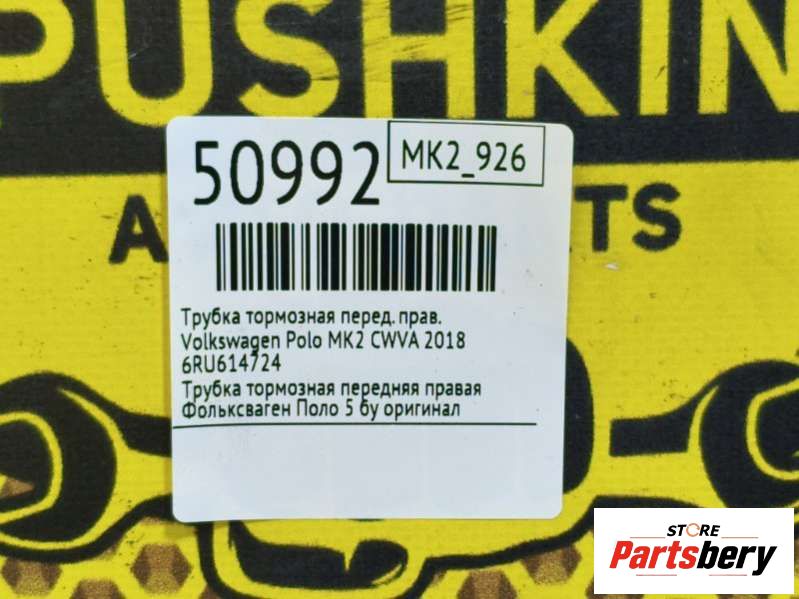 PUSHKIN
50992
MK2_926
TS
Трубка тормозная перед. прав.
Volkswagen Polo MK2 CWVA 2018
6RU614724
Трубка тормозная передняя правая
Фольксваген Поло 5 бу оригинал
STORE
Partsbery